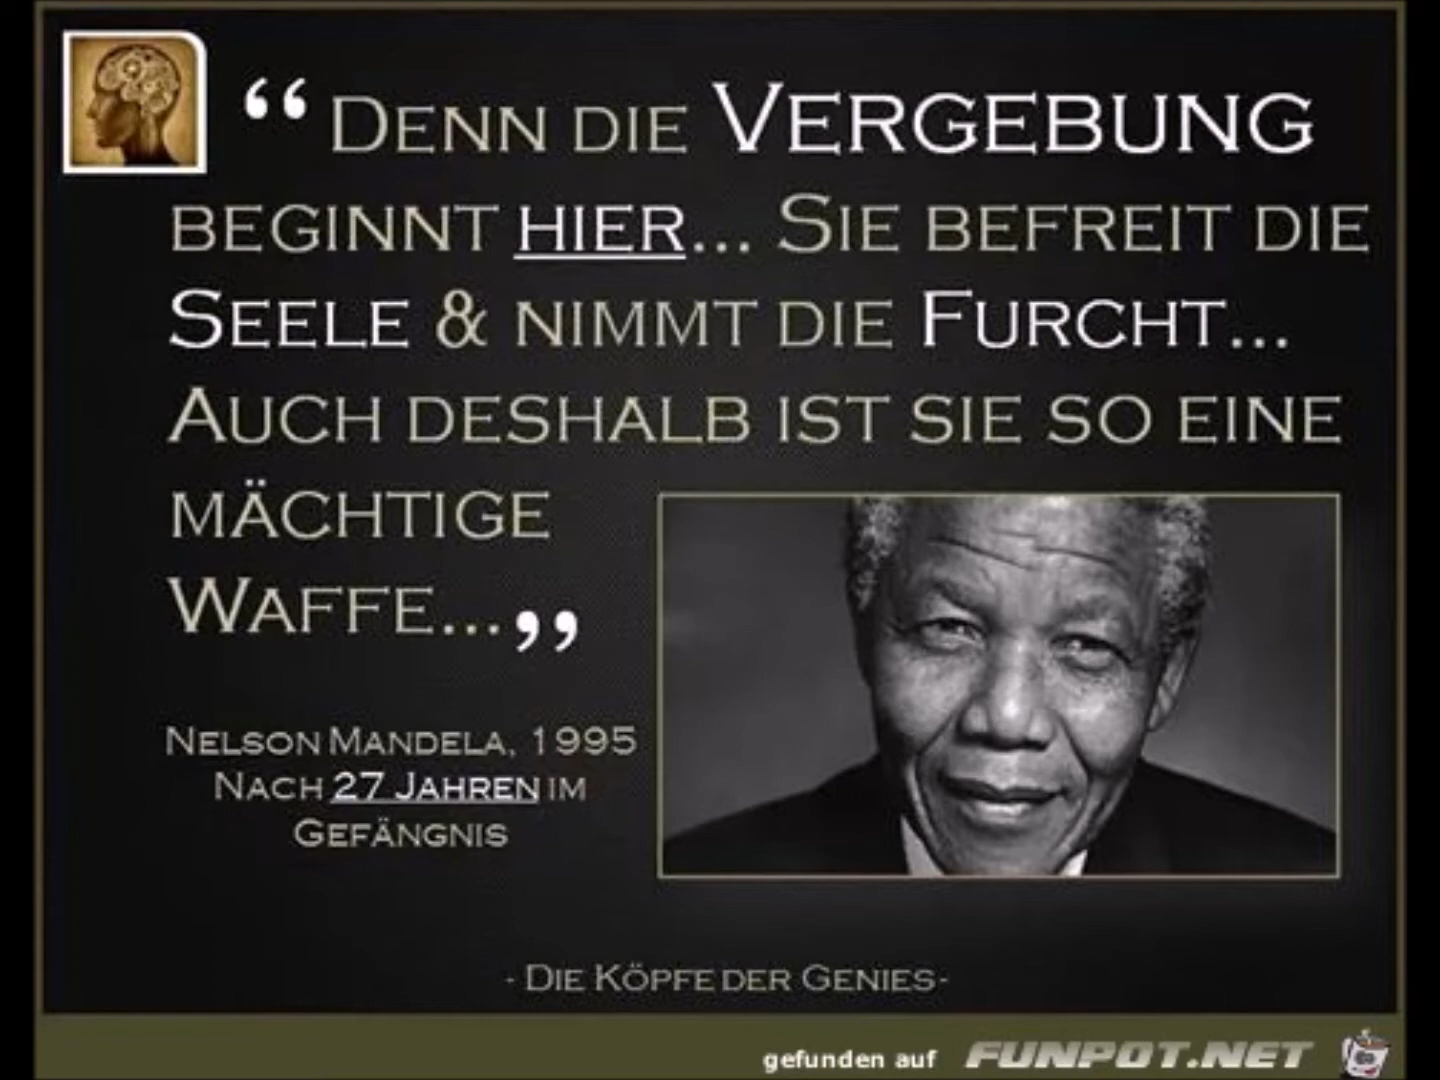 “ DENN DIE VERGEBUNG
BEGINNT HIER... SIE BEFREIT DIE
SEELE & NIMMT DIE FURCHT...
AUCH DESHALB IST SIE SO EINE
MÄCHTIGE
WAFFE...”
NELSON MANDELA, 1995
NACH 27 JAHREN IM
GEFÄNGNIS
- DIE KÖPFE DER GENIES-
gefunden auf FUNPOT.NET